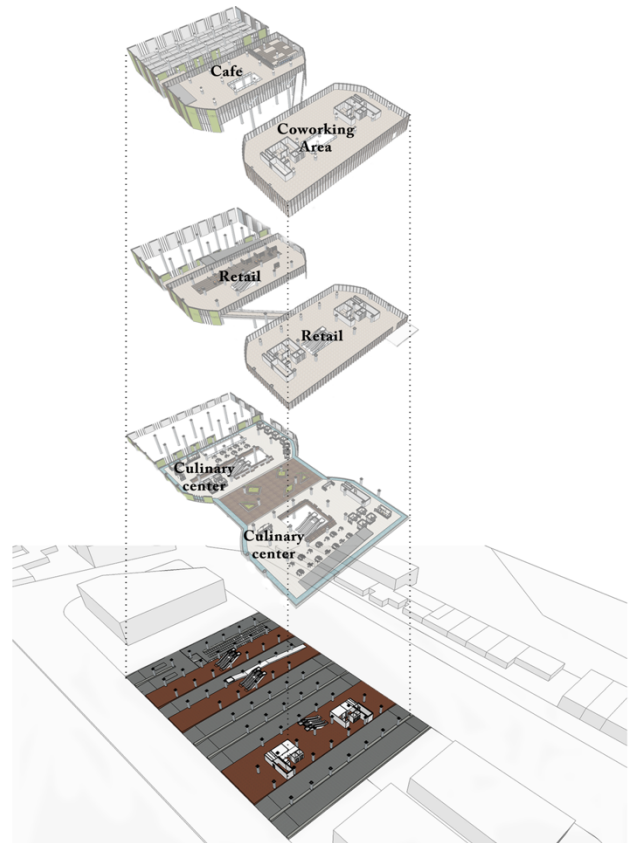 Cafe
Coworking
Area
Retail
Retail
Culinary
center
Culinary
center